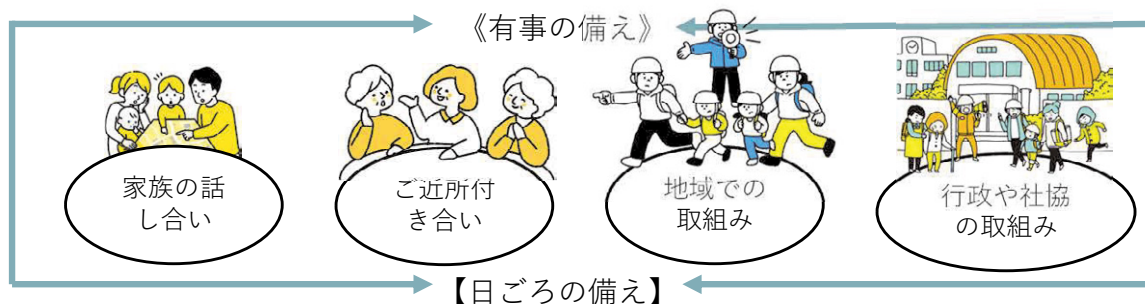 《有事の備え》
家族の話
し合い
ご近所付
き合い
地域での
取組み
行政や社協
の取組み
【日ごろの備え】